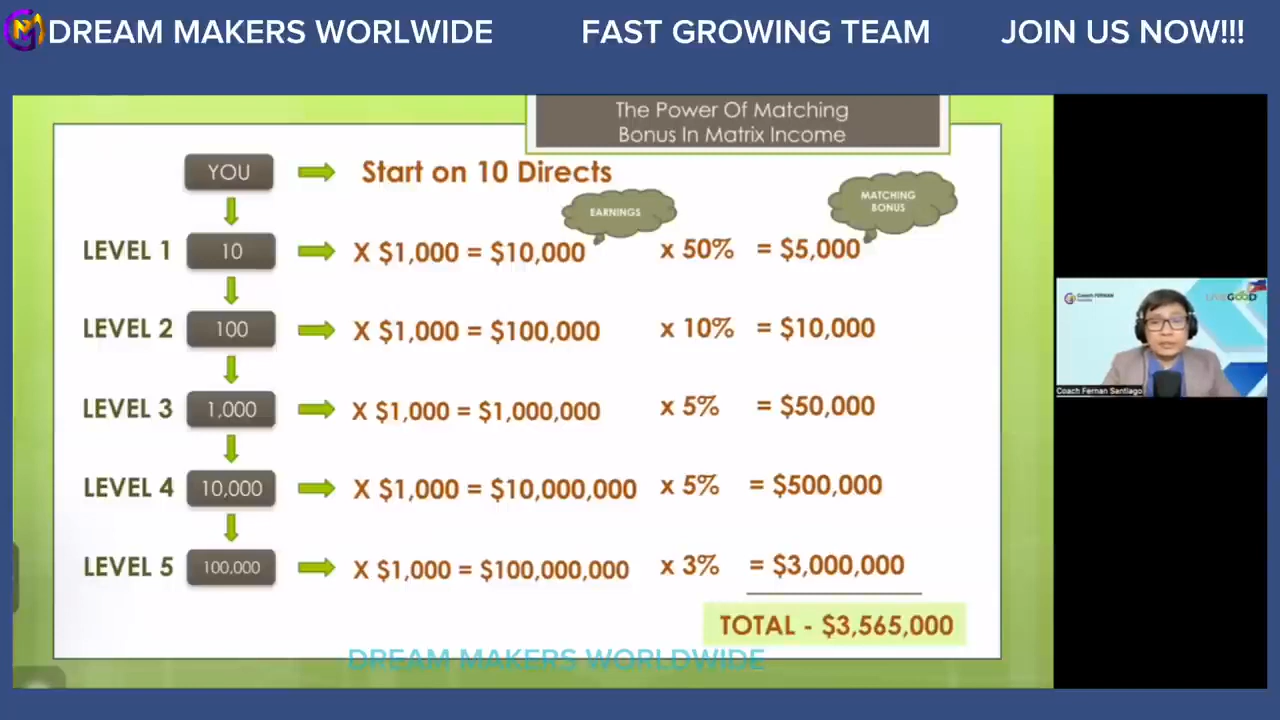 DREAM MAKERS WORLWIDE FAST GROWING TEAM JOIN US NOW!!!
The Power Of Matching
Bonus In Matrix Income
YOU Start on 10 Directs
EARNINGS
MATCHING
BONUS
LEVEL 1 10 X $1,000 = $10,000 x 50% = $5,000
LEVEL 2 100 X $1,000 = $100,000 x 10% = $10,000
LEVEL 3 1,000 X $1,000 = $1,000,000 x 5% = $50,000
LEVEL 4 10,000 X $1,000 = $10,000,000 x 5% = $500,000
LEVEL 5 100,000 X $1,000 = $100,000,000 x 3% = $3,000,000
TOTAL - $3,565,000
DREAM MAKERS WORLDWIDE
Coach FERNAN
Coach Fernan Santiago